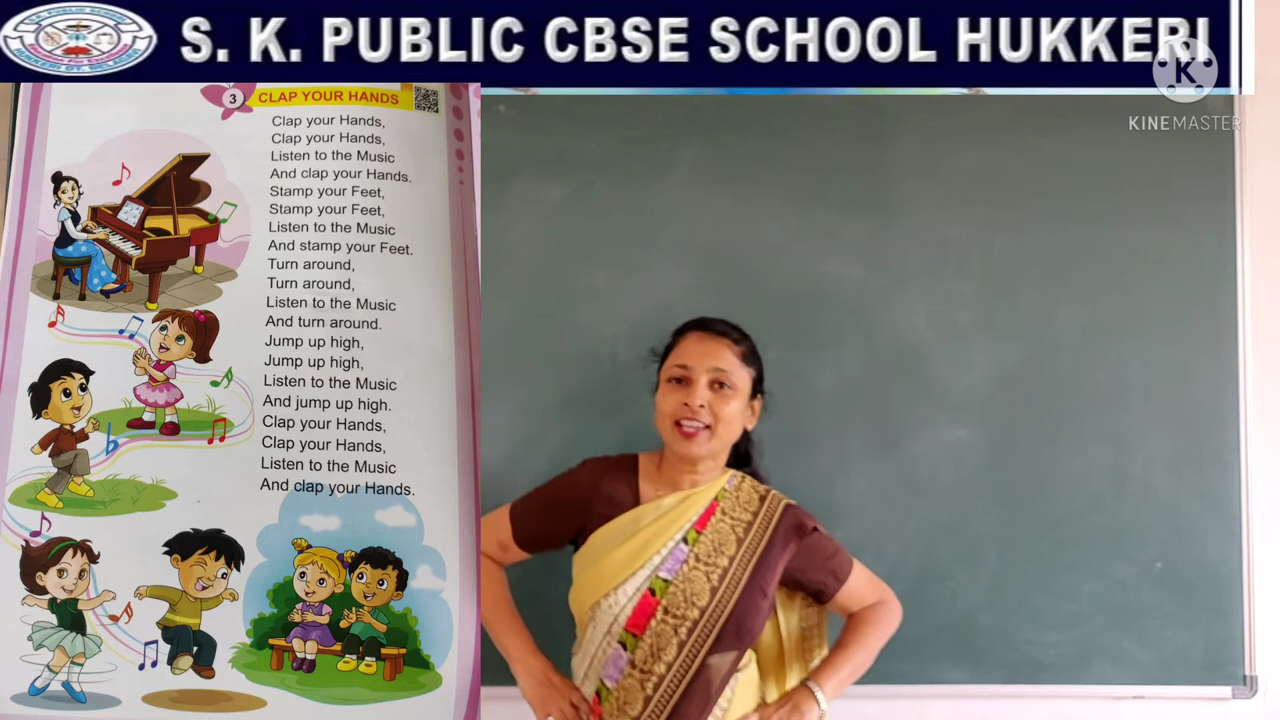 S. K. PUBLIC CBSE SCHOOL HUKKERI
K
KINEMASTER
3
CLAP YOUR HANDS
Clap your Hands,
Clap your Hands,
Listen to the Music
And clap your Hands.
Stamp your Feet,
Stamp your Feet,
Listen to the Music
And stamp your Feet.
Turn around,
Turn around,
Listen to the Music
And turn around.
Jump up high,
Jump up high,
Listen to the Music
And jump up high.
Clap your Hands,
Clap your Hands,
Listen to the Music
And clap your Hands.